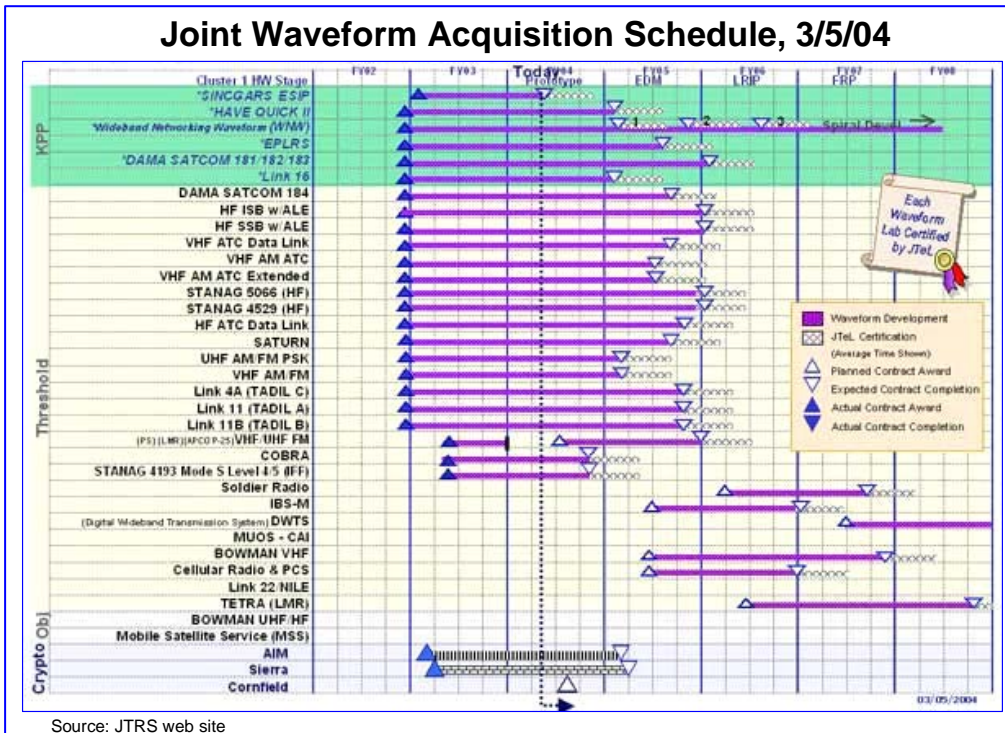 Joint Waveform Acquisition Schedule, 3/5/04
FY02 FY03 FY04 FY05 FY06 FY07 FY08
Today
Cluster 1 HW Stage Prototype EDM LRIP FRP
KPP
*SINCGARS ESIP
*HAVE QUICK II
*Wideband Networking Waveform (WNW) 1 2 3 Spiral Devel
*EPLRS
*DAMA SATCOM 181/182/183
*Link 16
Threshold
DAMA SATCOM 184
HF ISB w/ALE
HF SSB w/ALE
VHF ATC Data Link
VHF AM ATC
VHF AM ATC Extended
STANAG 5066 (HF)
STANAG 4529 (HF)
HF ATC Data Link
SATURN
UHF AM/FM PSK
VHF AM/FM
Link 4A (TADIL C)
Link 11 (TADIL A)
Link 11B (TADIL B)
(PS) (LMR) (APCO P-25) VHF/UHF FM
COBRA
STANAG 4193 Mode S Level 4/5 (IFF)
Soldier Radio
IBS-M
(Digital Wideband Transmission System) DWTS
MUOS - CAI
BOWMAN VHF
Cellular Radio & PCS
Link 22/NILE
TETRA (LMR)
Obj
BOWMAN UHF/HF
Mobile Satellite Service (MSS)
Crypto
AIM
Sierra
Cornfield
Each
Waveform
Lab Certified
by JTeL
Waveform Development
JTeL Certification
(Average Time Shown)
Planned Contract Award
Expected Contract Completion
Actual Contract Award
Actual Contract Completion
03/05/2004
Source: JTRS web site